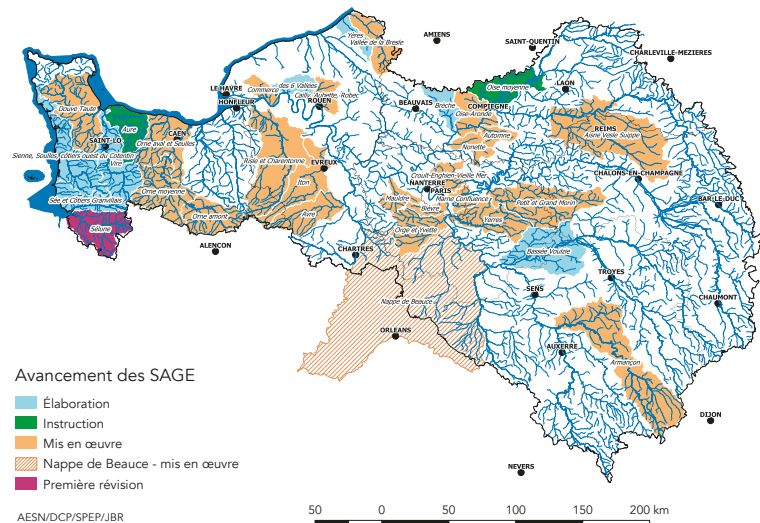 AMIENS
SAINT-QUENTIN
CHARLEVILLE-MEZIERES
Yères
Vallée de la Bresle
LE HAVRE
HONFLEUR
Commerce
des 6 Vallées
Cailly, Aubette, Robec
ROUEN
BEAUVAIS
Brèche
COMPIEGNE
Oise moyenne
LAON
Oise-Aronde
Automne
Nonette
REIMS
Aisne Vesle Suippe
CHALONS-EN-CHAMPAGNE
BAR-LE-DUC
Douve Taute
Aure
SAINT-LO
CAEN
Orne aval et Seulles
Sienne, Soulles, côtiers ouest du Cotentin
Vire
Sée et Côtiers Granvillais
Sélune
Orne moyenne
Orne amont
ALENÇON
Risle et Charentonne
EVREUX
Iton
Avre
CHARTRES
Croult-Enghien-Vieille Mer
NANTERRE
PARIS
Mauldre
Bièvre
Marne Confluence
Petit et Grand Morin
Yerres
Orge et Yvette
Bassée Voulzie
TROYES
SENS
CHAUMONT
Nappe de Beauce
ORLEANS
AUXERRE
Armançon
DIJON
NEVERS
Avancement des SAGE
Élaboration
Instruction
Mis en œuvre
Nappe de Beauce - mis en œuvre
Première révision
AESN/DCP/SPEP/JBR
50 0 50 100 150 200 km